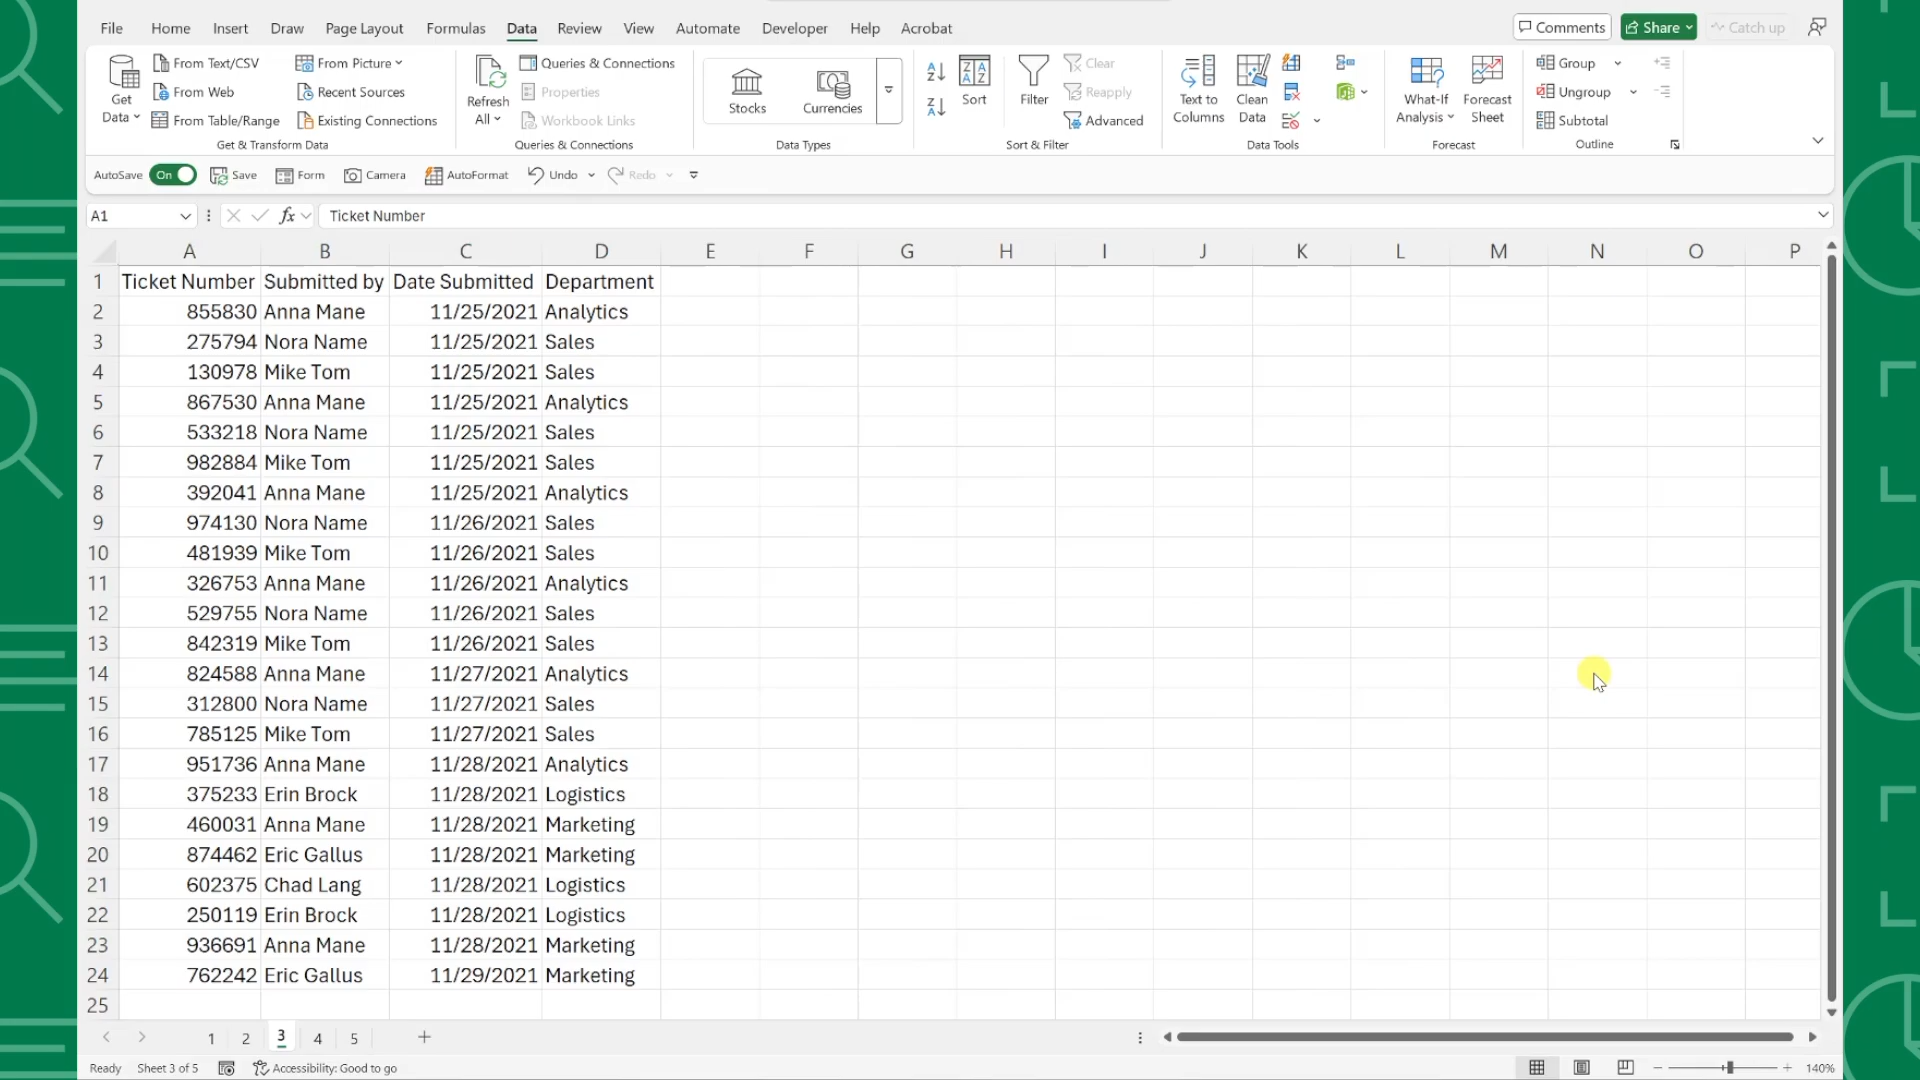 File Home Insert Draw Page Layout Formulas Data Review View Automate Developer Help Acrobat Comments Share Catch up
Get Data From Text/CSV From Web From Table/Range From Picture Recent Sources Existing Connections
Refresh All Queries & Connections Properties Workbook Links
Stocks Currencies
Sort Filter Clear Reapply Advanced
Text to Columns Clean Data
What-If Analysis Forecast Sheet
Group Ungroup Subtotal
Get & Transform Data Queries & Connections Data Types Sort & Filter Data Tools Forecast Outline
AutoSave On Save Form Camera AutoFormat Undo Redo
A1 fx Ticket Number
A B C D E F G H I J K L M N O P
1 Ticket Number Submitted by Date Submitted Department
2 855830 Anna Mane 11/25/2021 Analytics
3 275794 Nora Name 11/25/2021 Sales
4 130978 Mike Tom 11/25/2021 Sales
5 867530 Anna Mane 11/25/2021 Analytics
6 533218 Nora Name 11/25/2021 Sales
7 982884 Mike Tom 11/25/2021 Sales
8 392041 Anna Mane 11/25/2021 Analytics
9 974130 Nora Name 11/26/2021 Sales
10 481939 Mike Tom 11/26/2021 Sales
11 326753 Anna Mane 11/26/2021 Analytics
12 529755 Nora Name 11/26/2021 Sales
13 842319 Mike Tom 11/26/2021 Sales
14 824588 Anna Mane 11/27/2021 Analytics
15 312800 Nora Name 11/27/2021 Sales
16 785125 Mike Tom 11/27/2021 Sales
17 951736 Anna Mane 11/28/2021 Analytics
18 375233 Erin Brock 11/28/2021 Logistics
19 460031 Anna Mane 11/28/2021 Marketing
20 874462 Eric Gallus 11/28/2021 Marketing
21 602375 Chad Lang 11/28/2021 Logistics
22 250119 Erin Brock 11/28/2021 Logistics
23 936691 Anna Mane 11/28/2021 Marketing
24 762242 Eric Gallus 11/29/2021 Marketing
25
1 2 3 4 5
Ready Sheet 3 of 5 Accessibility: Good to go 140%